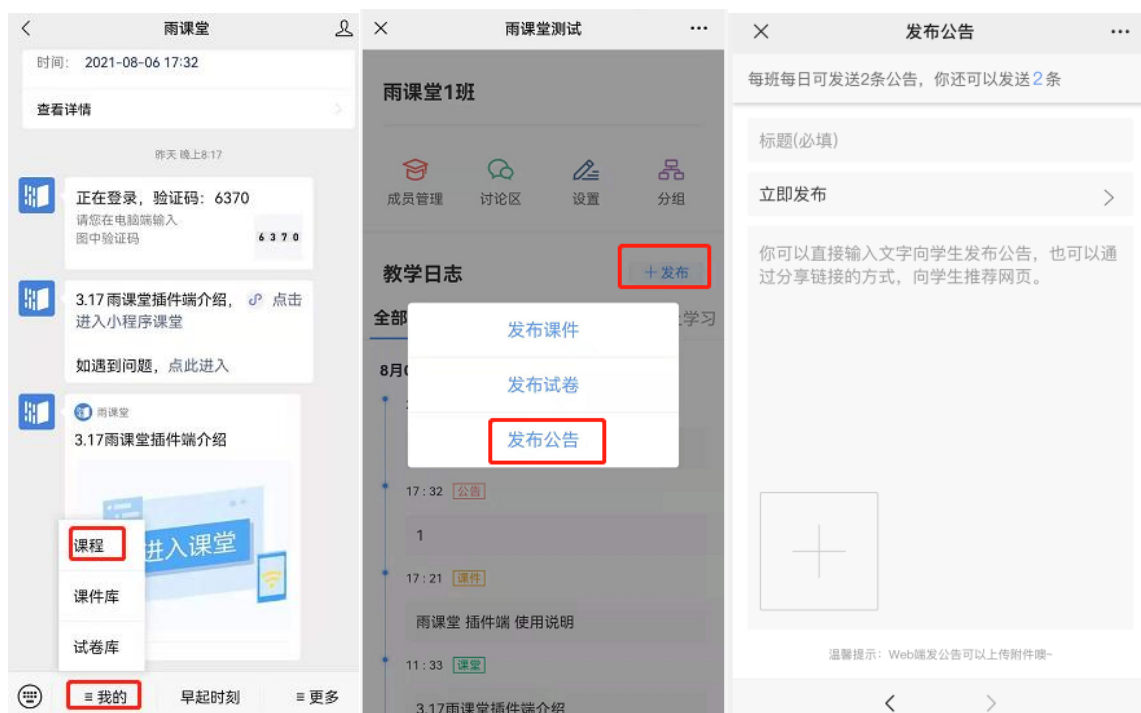 雨课堂
时间： 2021-08-06 17:32
查看详情
昨天 晚上8:17
正在登录，验证码：6370
请您在电脑端输入
图中验证码
6 3 7 0
3.17雨课堂插件端介绍， 点击
进入小程序课堂
如遇到问题，点此进入
雨课堂
3.17雨课堂插件端介绍
进入课堂
课程
课件库
试卷库
我的
早起时刻
更多
雨课堂测试
雨课堂1班
成员管理
讨论区
设置
分组
教学日志
＋发布
全部
学习
发布课件
发布试卷
发布公告
8月
17：32 公告
1
17：21 课件
雨课堂 插件端 使用说明
11：33 课堂
3.17雨课堂插件端介绍
发布公告
每班每日可发送2条公告，你还可以发送2条
标题(必填)
立即发布
你可以直接输入文字向学生发布公告，也可以通
过分享链接的方式，向学生推荐网页。
温馨提示：Web端发公告可以上传附件噢~